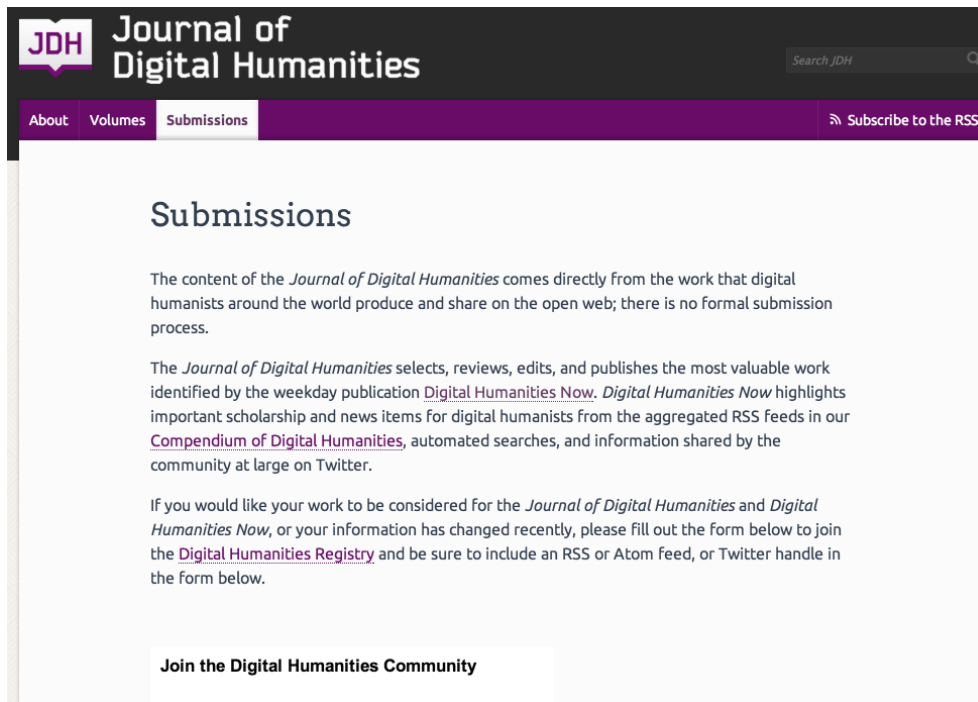 JDH
Journal of
Digital Humanities
Search JDH
About Volumes Submissions
Subscribe to the RSS
Submissions
The content of the Journal of Digital Humanities comes directly from the work that digital
humanists around the world produce and share on the open web; there is no formal submission
process.
The Journal of Digital Humanities selects, reviews, edits, and publishes the most valuable work
identified by the weekday publication Digital Humanities Now. Digital Humanities Now highlights
important scholarship and news items for digital humanists from the aggregated RSS feeds in our
Compendium of Digital Humanities, automated searches, and information shared by the
community at large on Twitter.
If you would like your work to be considered for the Journal of Digital Humanities and Digital
Humanities Now, or your information has changed recently, please fill out the form below to join
the Digital Humanities Registry and be sure to include an RSS or Atom feed, or Twitter handle in
the form below.
Join the Digital Humanities Community